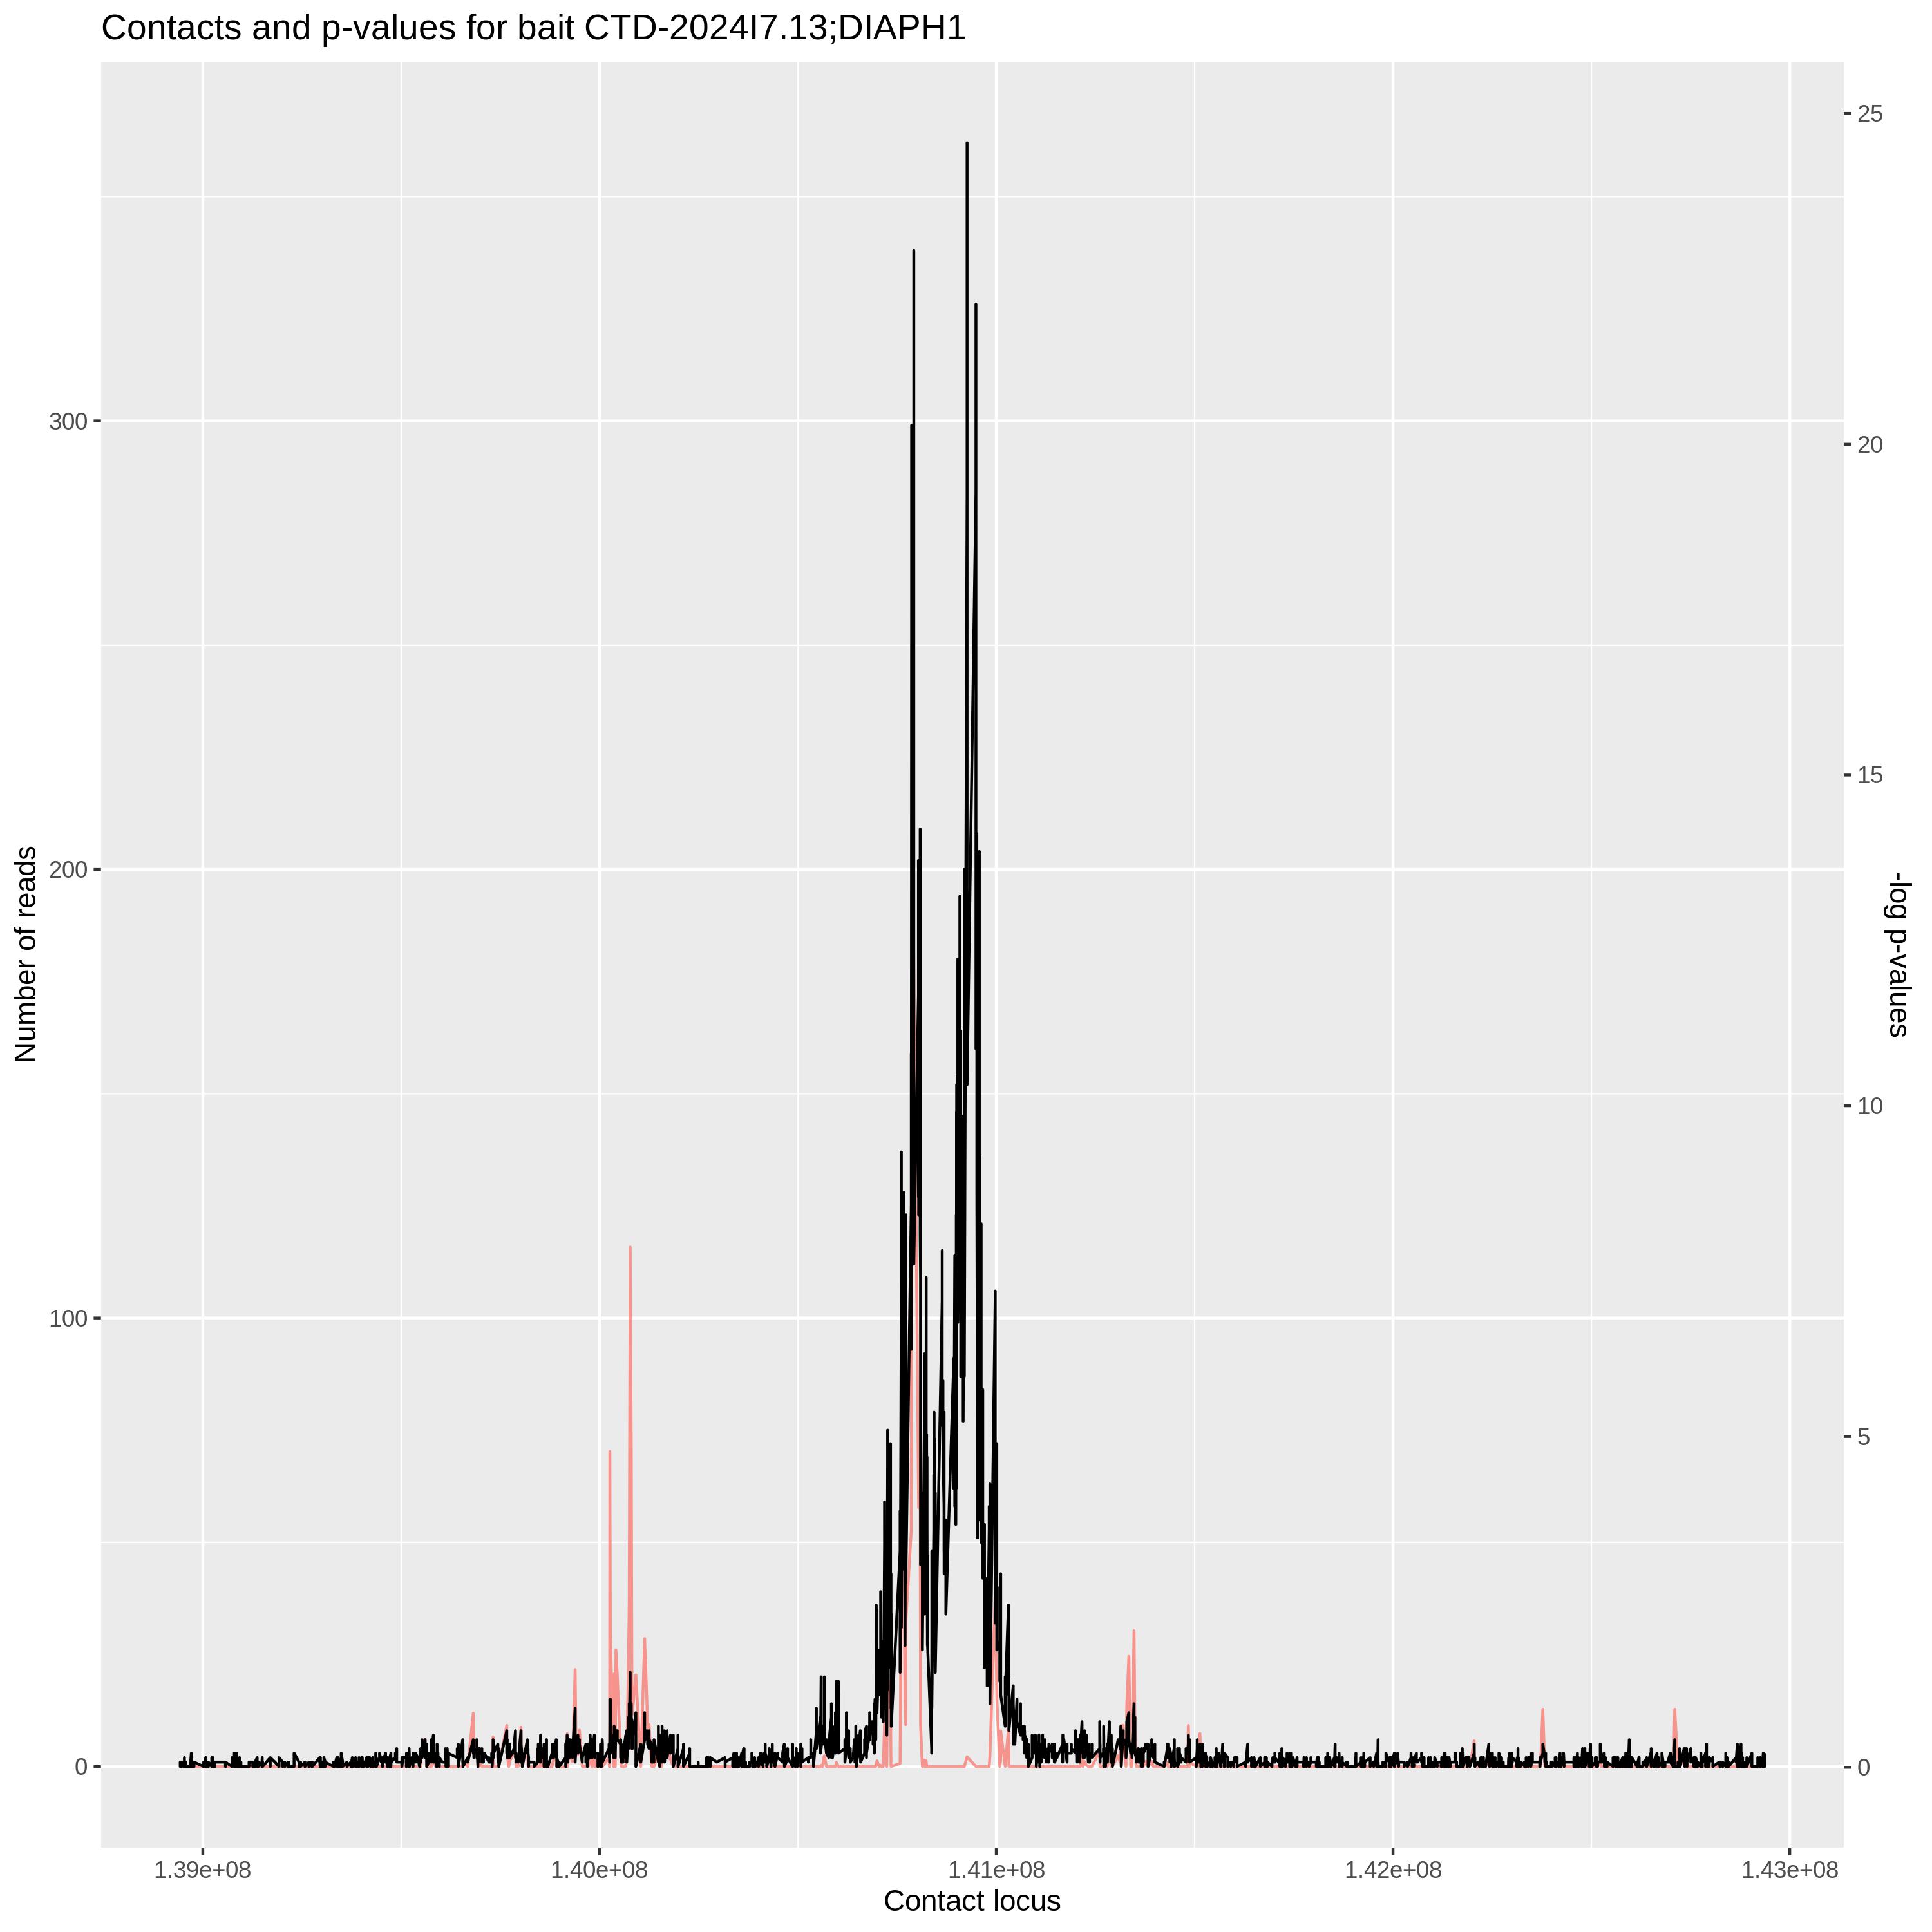 Contacts and p-values for bait CTD-2024I7.13;DIAPH1
Number of reads
300
200
100
0
25
20
15
10
5
0
-log p-values
1.39e+08
1.40e+08
1.41e+08
1.42e+08
1.43e+08
Contact locus